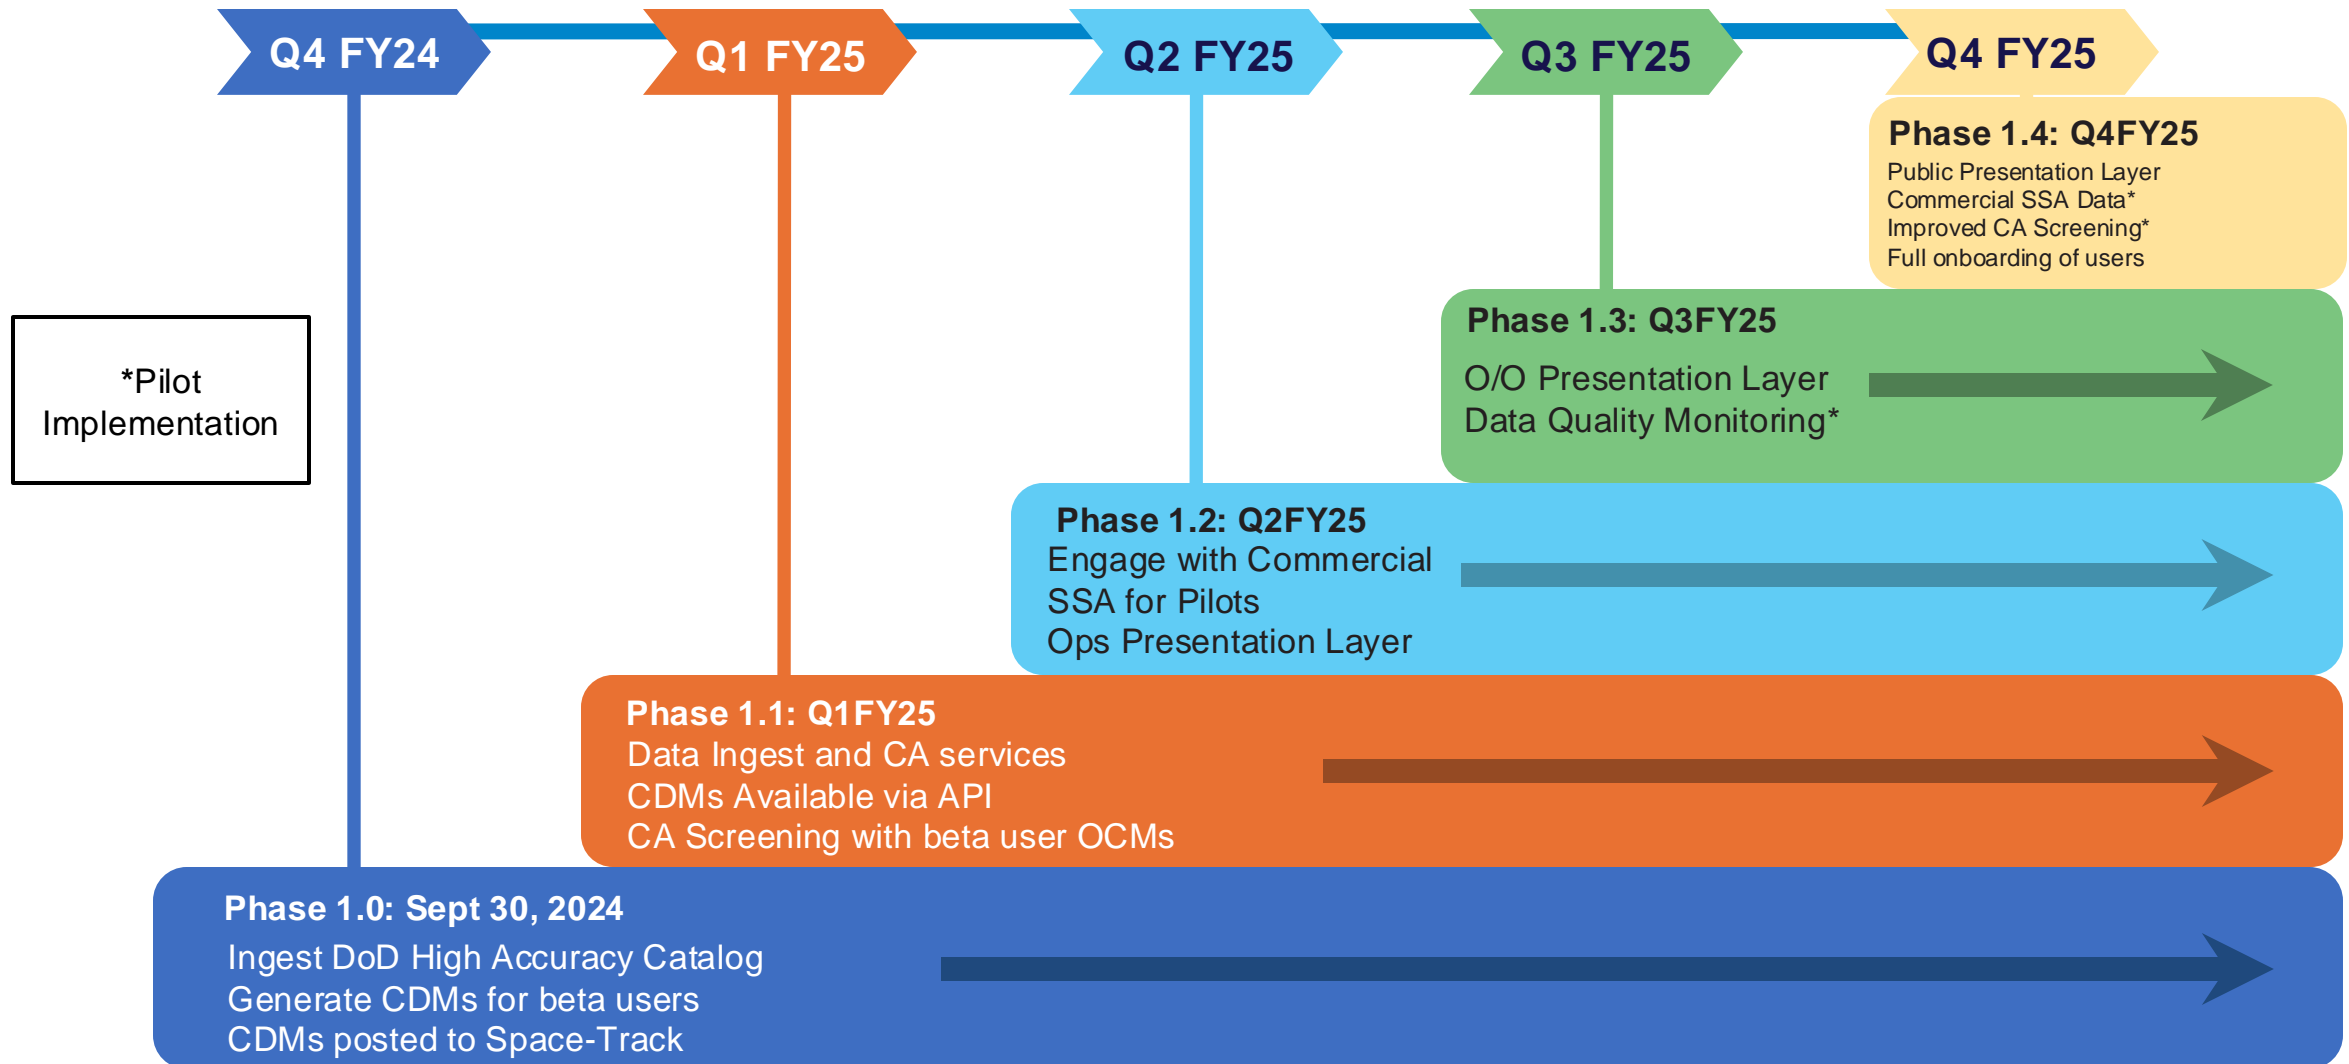 Q4 FY24
Q1 FY25
Q2 FY25
Q3 FY25
Q4 FY25
Phase 1.4: Q4FY25
Public Presentation Layer
Commercial SSA Data*
Improved CA Screening*
Full onboarding of users
*Pilot
Implementation
Phase 1.3: Q3FY25
O/O Presentation Layer
Data Quality Monitoring*
Phase 1.2: Q2FY25
Engage with Commercial
SSA for Pilots
Ops Presentation Layer
Phase 1.1: Q1FY25
Data Ingest and CA services
CDMs Available via API
CA Screening with beta user OCMs
Phase 1.0: Sept 30, 2024
Ingest DoD High Accuracy Catalog
Generate CDMs for beta users
CDMs posted to Space-Track